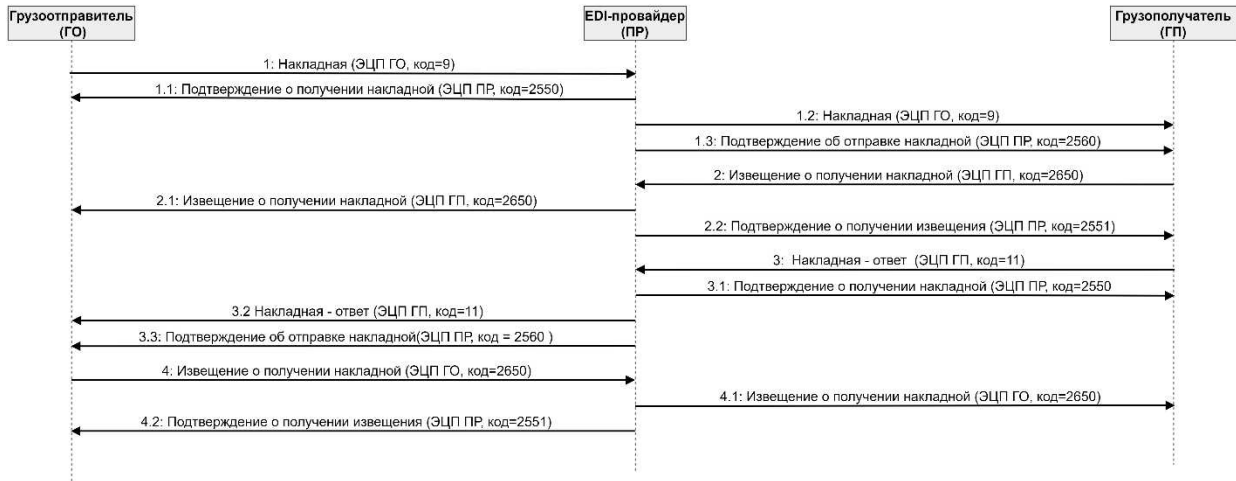 Грузоотправитель
(ГО)
EDI-провайдер
(ПР)
Грузополучатель
(ГП)
1: Накладная (ЭЦП ГО, код=9)
1.1: Подтверждение о получении накладной (ЭЦП ПР, код=2550)
1.2: Накладная (ЭЦП ГО, код=9)
1.3: Подтверждение об отправке накладной (ЭЦП ПР, код=2560)
2: Извещение о получении накладной (ЭЦП ГП, код=2650)
2.1: Извещение о получении накладной (ЭЦП ГП, код=2650)
2.2: Подтверждение о получении извещения (ЭЦП ПР, код=2551)
3: Накладная - ответ (ЭЦП ГП, код=11)
3.1: Подтверждение о получении накладной (ЭЦП ПР, код=2550
3.2 Накладная - ответ (ЭЦП ГП, код=11)
3.3: Подтверждение об отправке накладной(ЭЦП ПР, код = 2560 )
4: Извещение о получении накладной (ЭЦП ГО, код=2650)
4.1: Извещение о получении накладной (ЭЦП ГО, код=2650)
4.2: Подтверждение о получении извещения (ЭЦП ПР, код=2551)